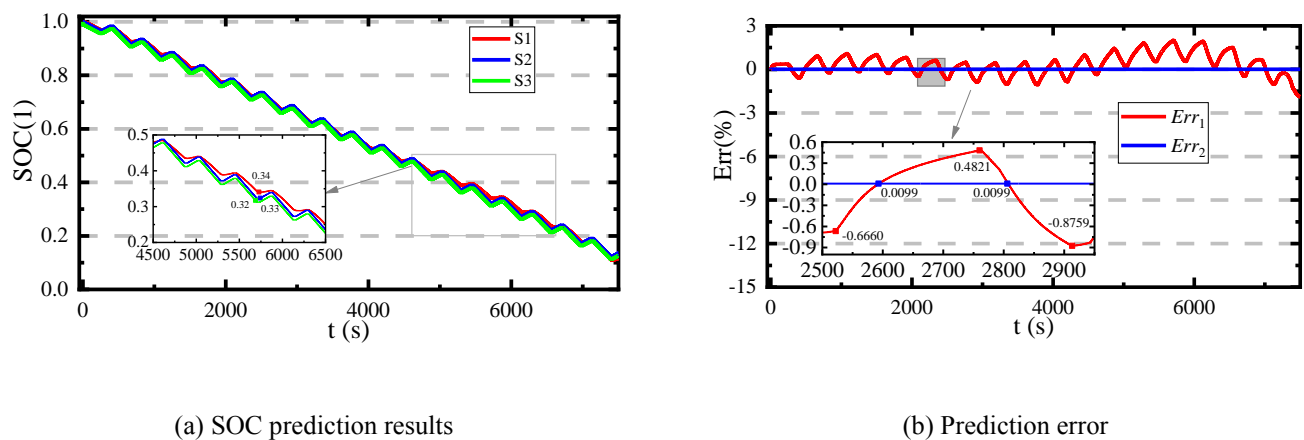 1.0
0.8
0.6
0.4
0.2
0.0
SOC(1)
0 2000 4000 6000
t (s)
S1
S2
S3
0.5
0.4
0.3
0.2
4500 5000 5500 6000 6500
0.34
0.32 0.33
(a) SOC prediction results
3
0
-3
-6
-9
-12
-15
Err(%)
0 2000 4000 6000
t (s)
Err1
Err2
0.6
0.3
0.0
-0.3
-0.6
-0.9
2500 2600 2700 2800 2900
0.4821
0.0099 0.0099
-0.6660
-0.8759
(b) Prediction error